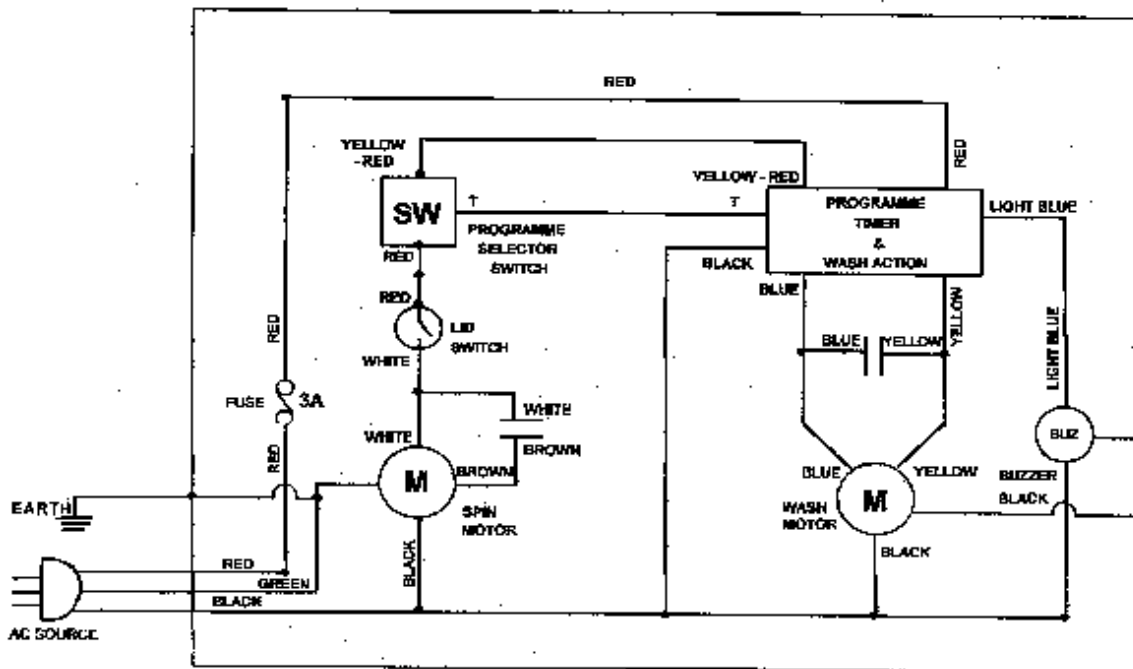 RED
YELLOW
-RED
SW
T
PROGRAMME
SELECTOR
SWITCH
RED
RED
LID
SWITCH
WHITE
WHITE
BROWN
WHITE
BROWN
M
SPIN
MOTOR
BLACK
RED
FUSE
3A
RED
EARTH
RED
GREEN
BLACK
AC SOURCE
RED
YELLOW - RED
T
PROGRAMME
TIMER
&
WASH ACTION
LIGHT BLUE
BLACK
BLUE
YELLOW
BLUE
YELLOW
LIGHT BLUE
BUZ
BUZZER
BLUE
YELLOW
M
WASH
MOTOR
BLACK
BLACK